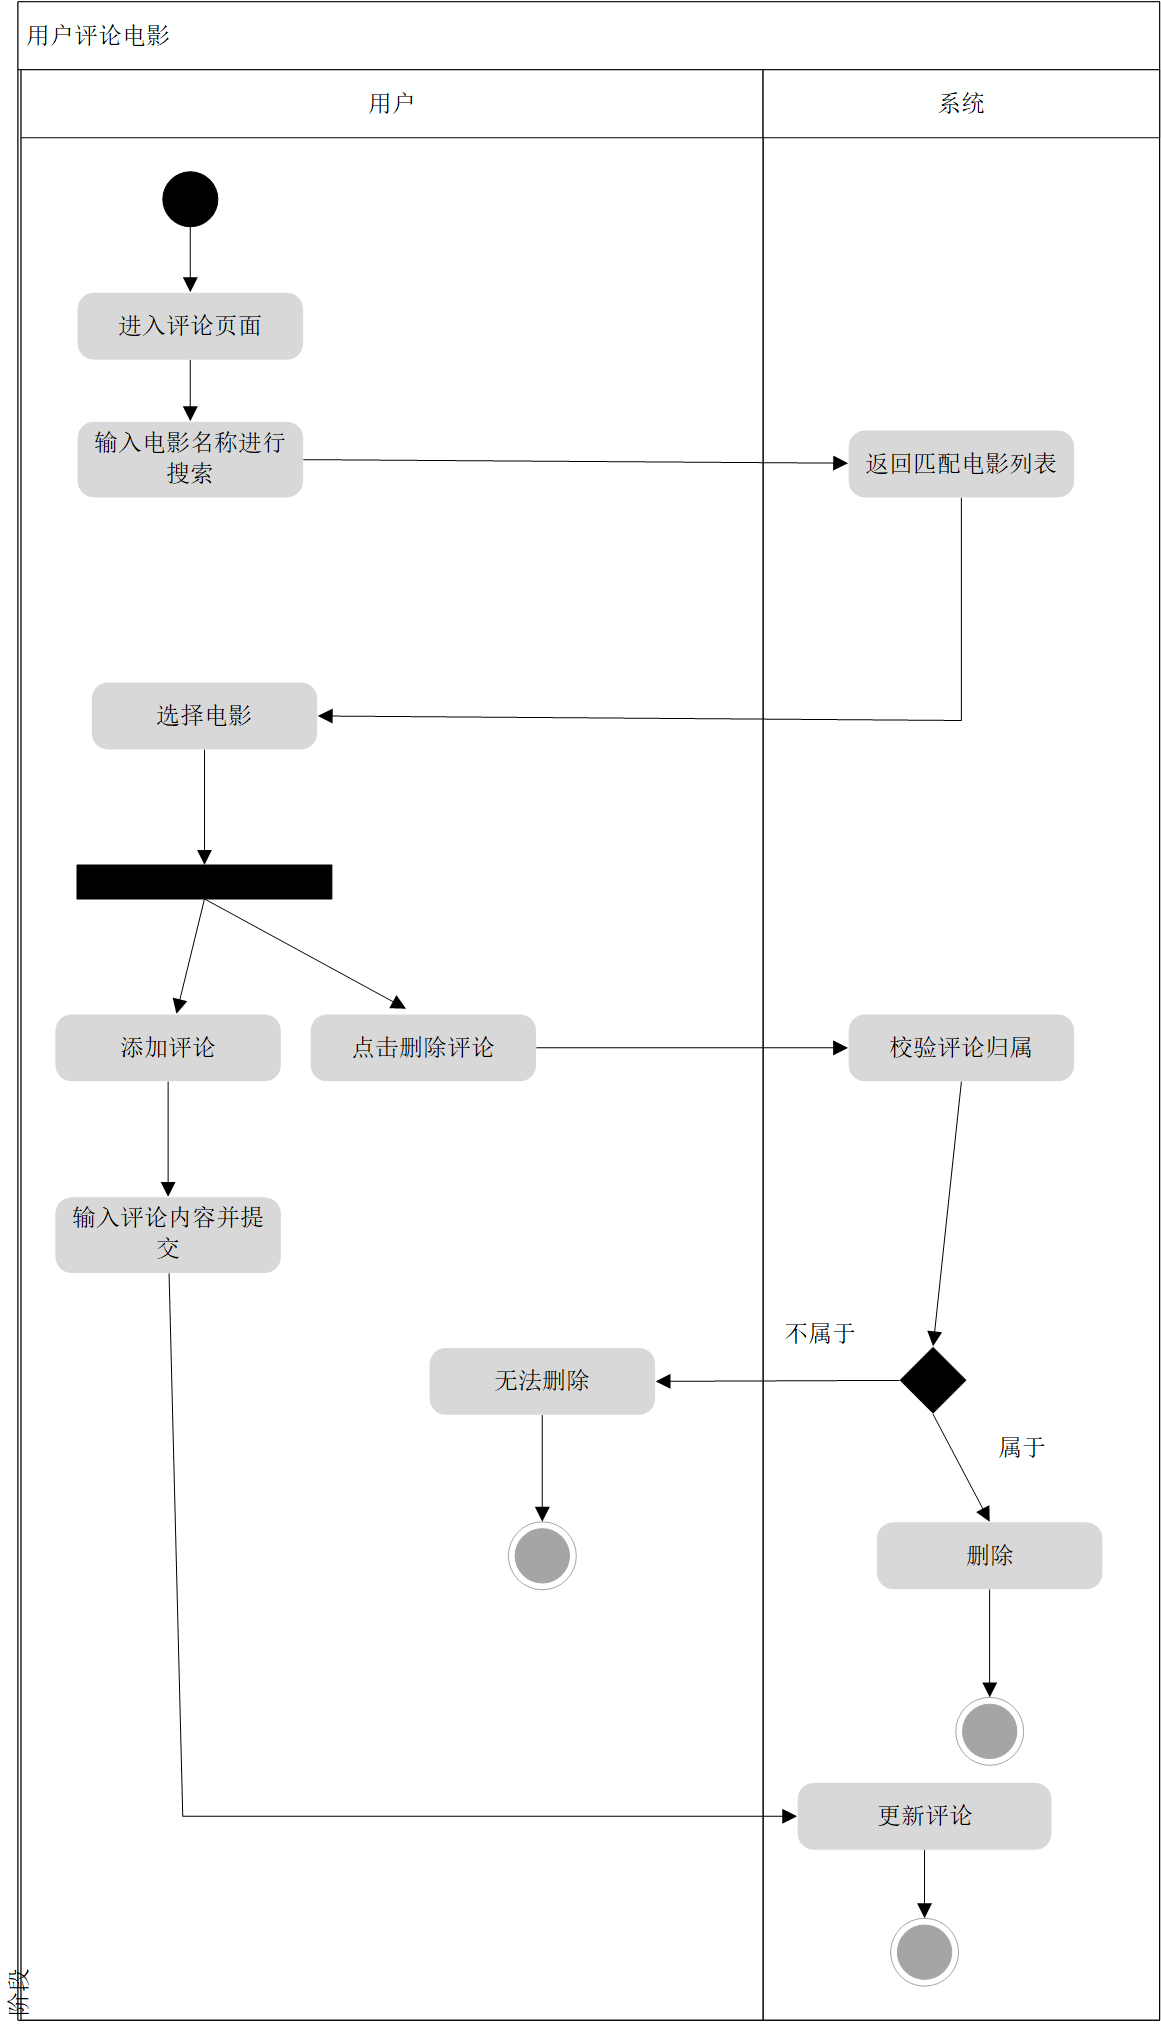 用户评论电影
用户
系统
进入评论页面
输入电影名称进行
搜索
返回匹配电影列表
选择电影
添加评论
点击删除评论
校验评论归属
输入评论内容并提
交
不属于
无法删除
属于
删除
更新评论
阶段